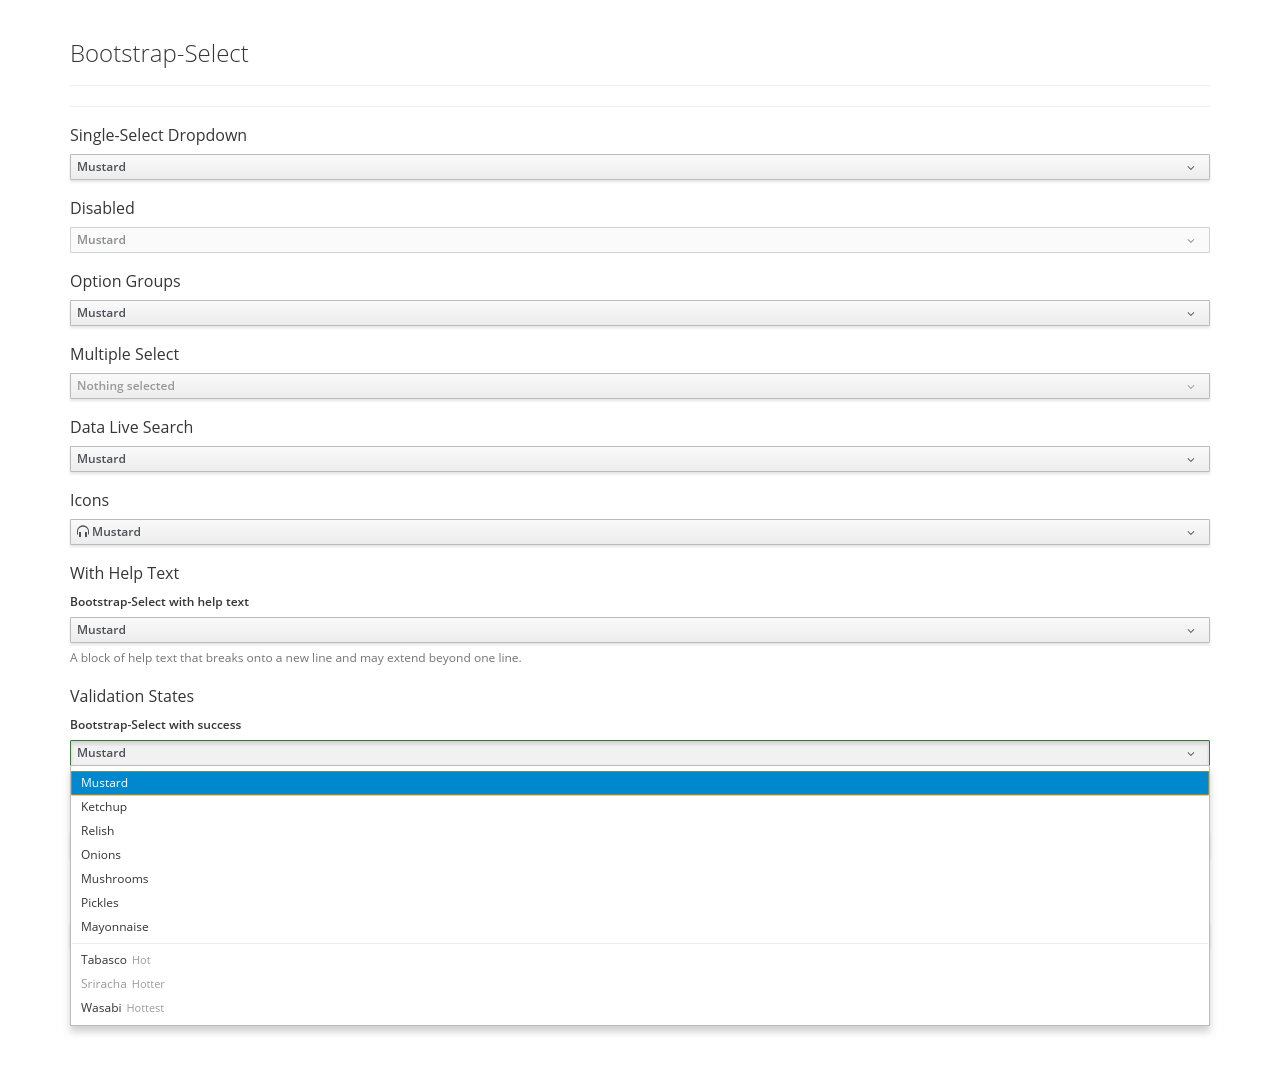 Bootstrap-Select
Single-Select Dropdown
Mustard
Disabled
Mustard
Option Groups
Mustard
Multiple Select
Nothing selected
Data Live Search
Mustard
Icons
Mustard
With Help Text
Bootstrap-Select with help text
Mustard
A block of help text that breaks onto a new line and may extend beyond one line.
Validation States
Bootstrap-Select with success
Mustard
Mustard
Ketchup
Relish
Onions
Mushrooms
Pickles
Mayonnaise
Tabasco Hot
Sriracha Hotter
Wasabi Hottest